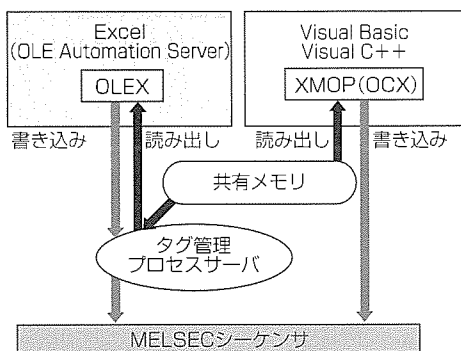 Excel
(OLE Automation Server)
OLEX
Visual Basic
Visual C++
XMOP(OCX)
書き込み
読み出し
読み出し
書き込み
共有メモリ
タグ管理
プロセスサーバ
MELSECシーケンサ